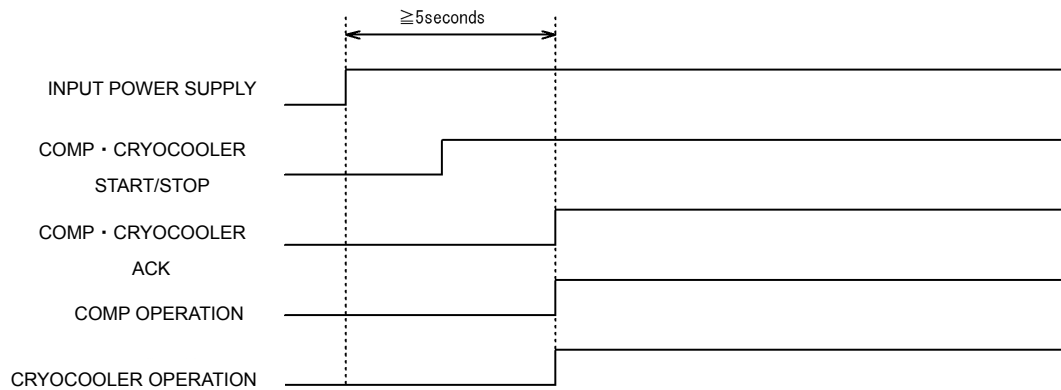 ≧5seconds
INPUT POWER SUPPLY
COMP・CRYOCOOLER
START/STOP
COMP・CRYOCOOLER
ACK
COMP OPERATION
CRYOCOOLER OPERATION